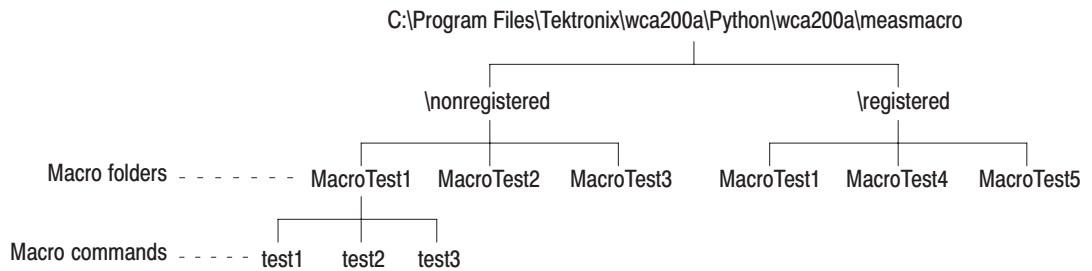 C:\Program Files\Tektronix\wca200a\Python\wca200a\measmacro
\nonregistered \registered
Macro folders MacroTest1 MacroTest2 MacroTest3 MacroTest1 MacroTest4 MacroTest5
Macro commands test1 test2 test3